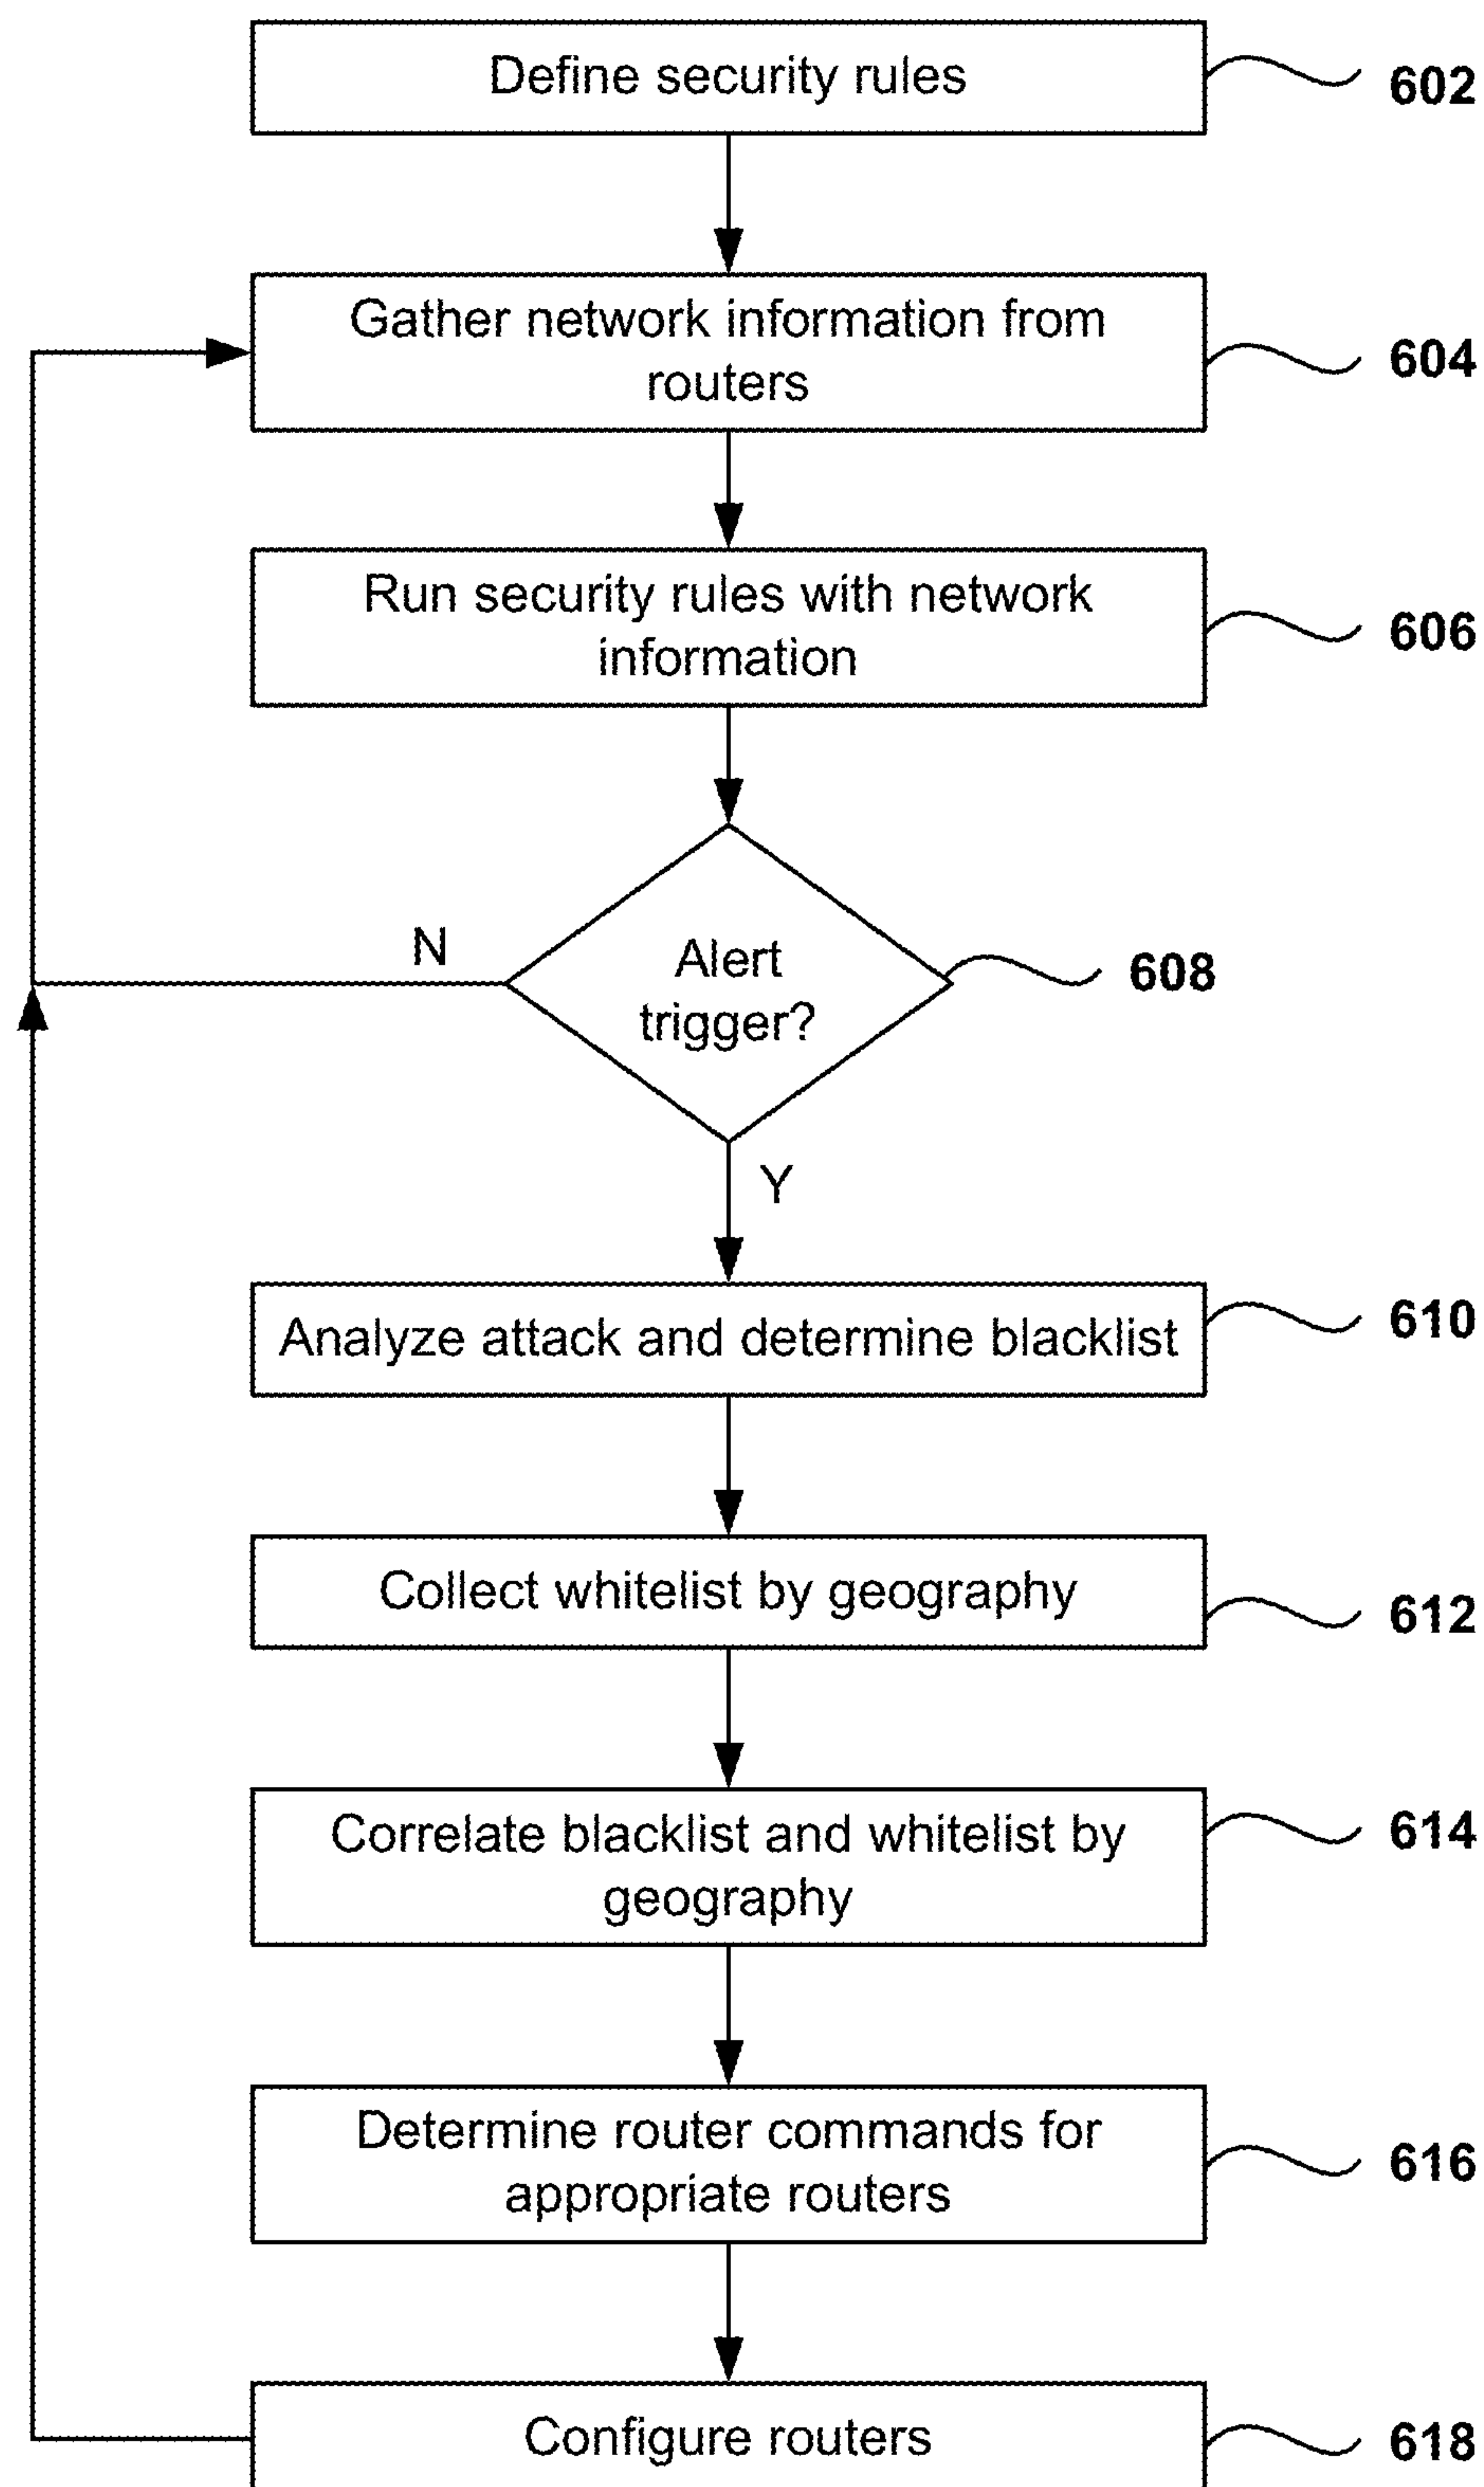 Define security rules
602
Gather network information from
routers
604
Run security rules with network
information
606
N
Alert
trigger?
608
Y
Analyze attack and determine blacklist
610
Collect whitelist by geography
612
Correlate blacklist and whitelist by
geography
614
Determine router commands for
appropriate routers
616
Configure routers
618